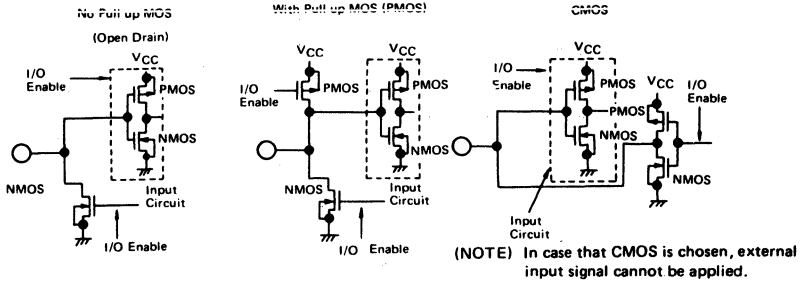 No Pull up MOS
(Open Drain)
VCC
I/O
Enable
PMOS
NMOS
NMOS
Input
Circuit
I/O Enable
With Pull up MOS (PMOS)
VCC
VCC
I/O
Enable
PMOS
PMOS
NMOS
NMOS
Input
Circuit
I/O Enable
CMOS
VCC
I/O
Enable
PMOS
PMOS
NMOS
VCC
I/O
Enable
NMOS
Input
Circuit
(NOTE) In case that CMOS is chosen, external
input signal cannot be applied.